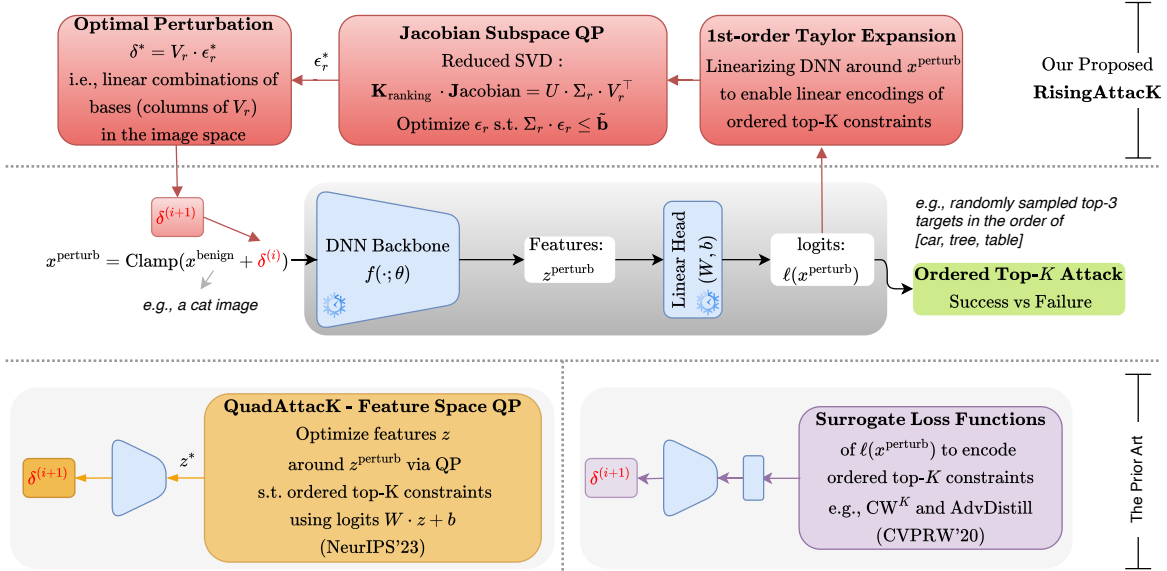 Optimal Perturbation
δ* = V_r · ϵ_r^*
i.e., linear combinations of
bases (columns of V_r)
in the image space
ϵ_r^*
Jacobian Subspace QP
Reduced SVD :
K_ranking · Jacobian = U · Σ_r · V_r^⊤
Optimize ϵ_r s.t. Σ_r · ϵ_r ≤ b̃
1st-order Taylor Expansion
Linearizing DNN around x^perturb
to enable linear encodings of
ordered top-K constraints
Our Proposed
RisingAttacK
δ^(i+1)
x^perturb = Clamp(x^benign + δ^(i))
e.g., a cat image
DNN Backbone
f(·; θ)
Features:
z^perturb
Linear Head
(W, b)
logits:
ℓ(x^perturb)
e.g., randomly sampled top-3
targets in the order of
[car, tree, table]
Ordered Top-K Attack
Success vs Failure
QuadAttacK - Feature Space QP
Optimize features z
around z^perturb via QP
s.t. ordered top-K constraints
using logits W · z + b
(NeurIPS'23)
z*
δ^(i+1)
Surrogate Loss Functions
of ℓ(x^perturb) to encode
ordered top-K constraints
e.g., CW^K and AdvDistill
(CVPRW'20)
δ^(i+1)
The Prior Art